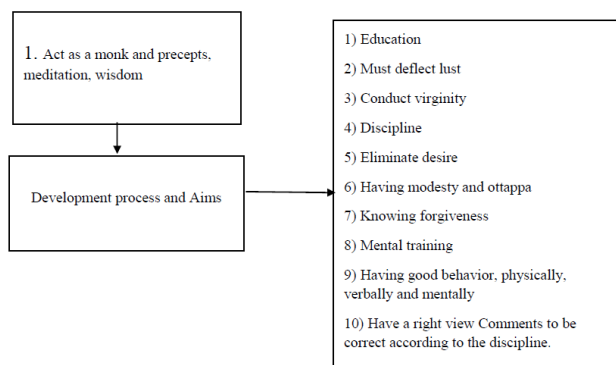 1. Act as a monk and precepts,
meditation, wisdom
Development process and Aims
1) Education
2) Must deflect lust
3) Conduct virginity
4) Discipline
5) Eliminate desire
6) Having modesty and ottappa
7) Knowing forgiveness
8) Mental training
9) Having good behavior, physically,
verbally and mentally
10) Have a right view Comments to be
correct according to the discipline.